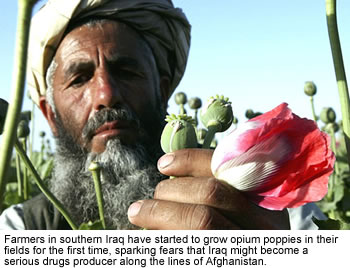 Farmers in southern Iraq have started to grow opium poppies in their
fields for the first time, sparking fears that Iraq might become a
serious drugs producer along the lines of Afghanistan.